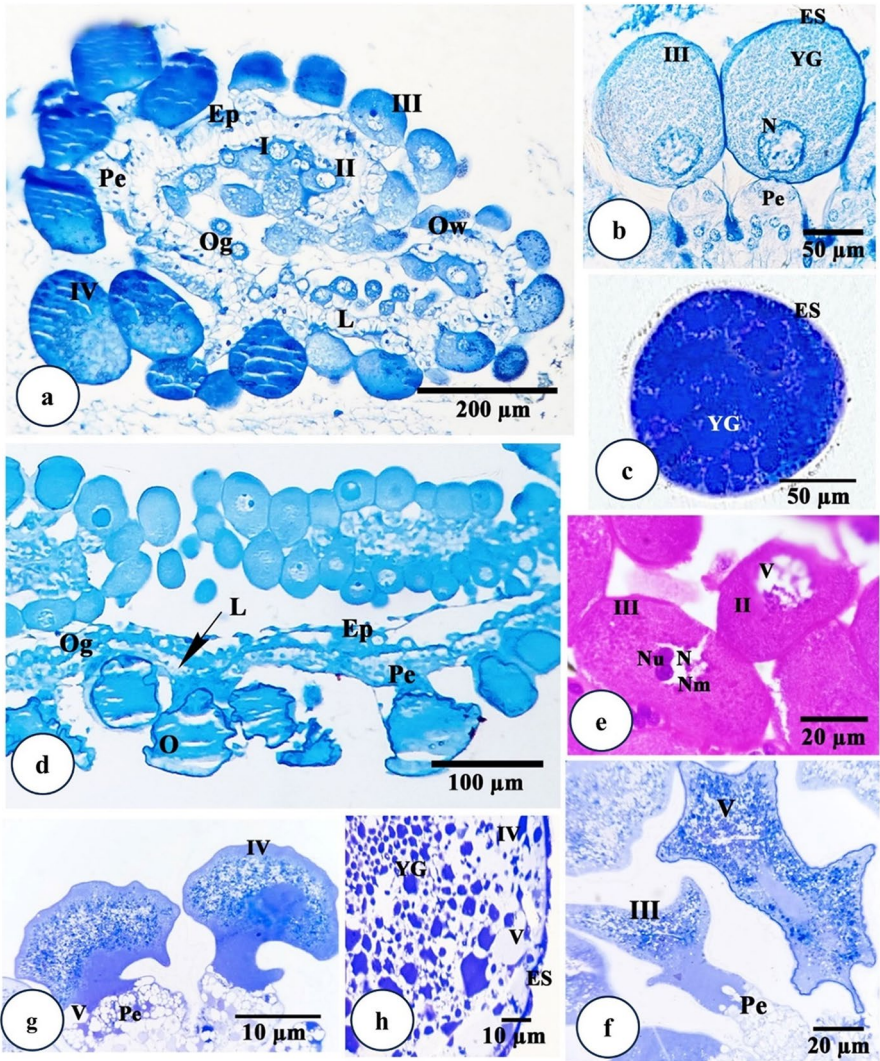 Ep
III
I
II
Pe
Og
Ow
IV
L
a
200 µm
ES
III
YG
N
Pe
b
50 µm
ES
YG
c
50 µm
L
Og
Ep
Pe
O
d
100 µm
V
III
II
Nu N
Nm
e
20 µm
IV
V
Pe
g
10 µm
IV
YG
V
ES
h
10 µm
V
III
Pe
f
20 µm